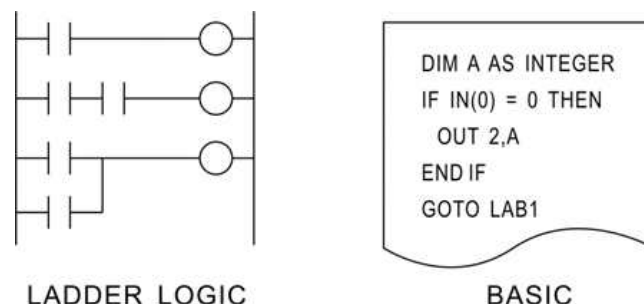 DIM A AS INTEGER
IF IN(0) = 0 THEN
OUT 2,A
END IF
GOTO LAB1
LADDER LOGIC
BASIC